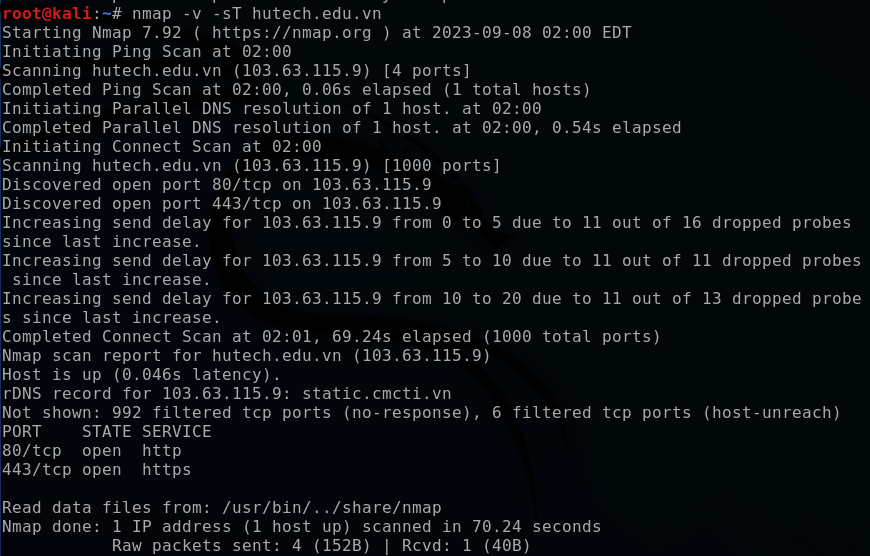 root@kali:~# nmap -v -sT hutech.edu.vn
Starting Nmap 7.92 ( https://nmap.org ) at 2023-09-08 02:00 EDT
Initiating Ping Scan at 02:00
Scanning hutech.edu.vn (103.63.115.9) [4 ports]
Completed Ping Scan at 02:00, 0.06s elapsed (1 total hosts)
Initiating Parallel DNS resolution of 1 host. at 02:00
Completed Parallel DNS resolution of 1 host. at 02:00, 0.54s elapsed
Initiating Connect Scan at 02:00
Scanning hutech.edu.vn (103.63.115.9) [1000 ports]
Discovered open port 80/tcp on 103.63.115.9
Discovered open port 443/tcp on 103.63.115.9
Increasing send delay for 103.63.115.9 from 0 to 5 due to 11 out of 16 dropped probes
since last increase.
Increasing send delay for 103.63.115.9 from 5 to 10 due to 11 out of 11 dropped probes
 since last increase.
Increasing send delay for 103.63.115.9 from 10 to 20 due to 11 out of 13 dropped probe
s since last increase.
Completed Connect Scan at 02:01, 69.24s elapsed (1000 total ports)
Nmap scan report for hutech.edu.vn (103.63.115.9)
Host is up (0.046s latency).
rDNS record for 103.63.115.9: static.cmcti.vn
Not shown: 992 filtered tcp ports (no-response), 6 filtered tcp ports (host-unreach)
PORT    STATE SERVICE
80/tcp  open  http
443/tcp open  https

Read data files from: /usr/bin/../share/nmap
Nmap done: 1 IP address (1 host up) scanned in 70.24 seconds
           Raw packets sent: 4 (152B) | Rcvd: 1 (40B)